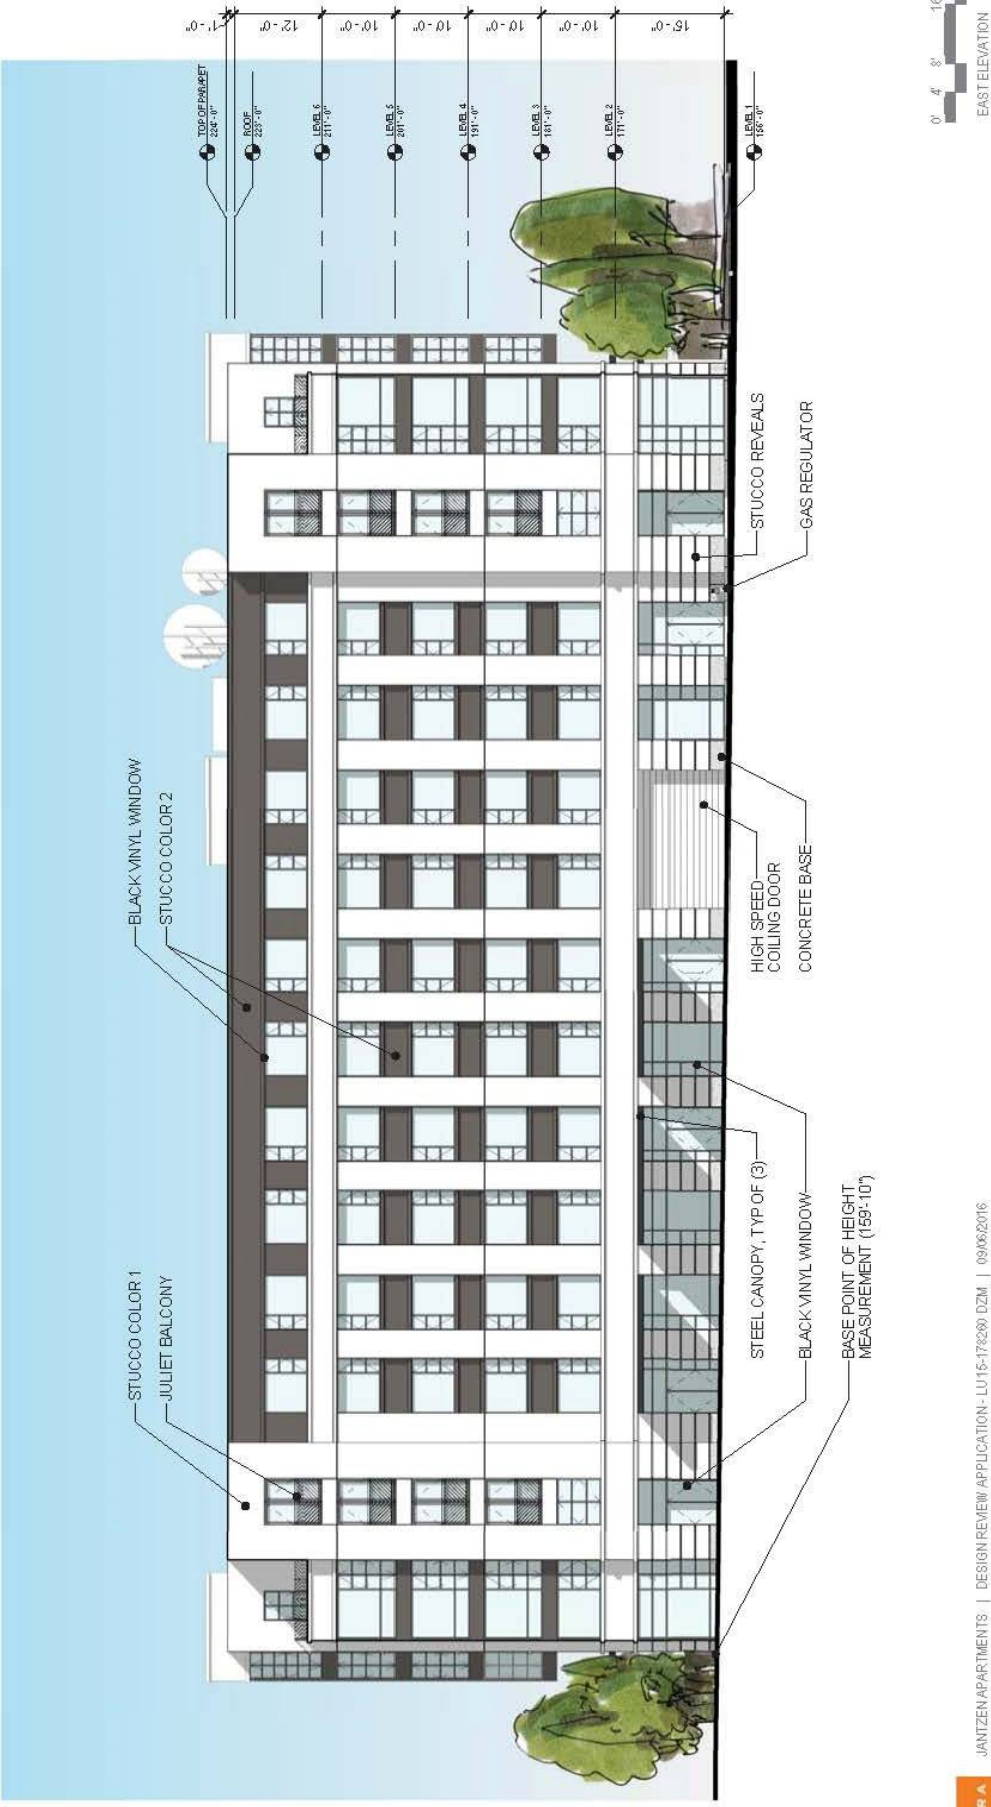 STUCCO COLOR 1
JULIET BALCONY
BLACK VINYL WINDOW
STUCCO COLOR 2
TOP OF PARAPET
224'-0"
ROOF
223'-0"
LEVEL 6
211'-0"
LEVEL 5
201'-0"
LEVEL 4
191'-0"
LEVEL 3
181'-0"
LEVEL 2
171'-0"
LEVEL 1
156'-0"
1'-0"
12'-0"
10'-0"
10'-0"
10'-0"
10'-0"
15'-0"
STEEL CANOPY, TYP OF (3)
BLACK VINYL WINDOW
BASE POINT OF HEIGHT
MEASUREMENT (159'-10")
HIGH SPEED
COILING DOOR
CONCRETE BASE
STUCCO REVEALS
GAS REGULATOR
0' 4' 8' 16
EAST ELEVATION
JANTZEN APARTMENTS | DESIGN REVIEW APPLICATION - LU15-178260 DZM | 09/06/2016
R A